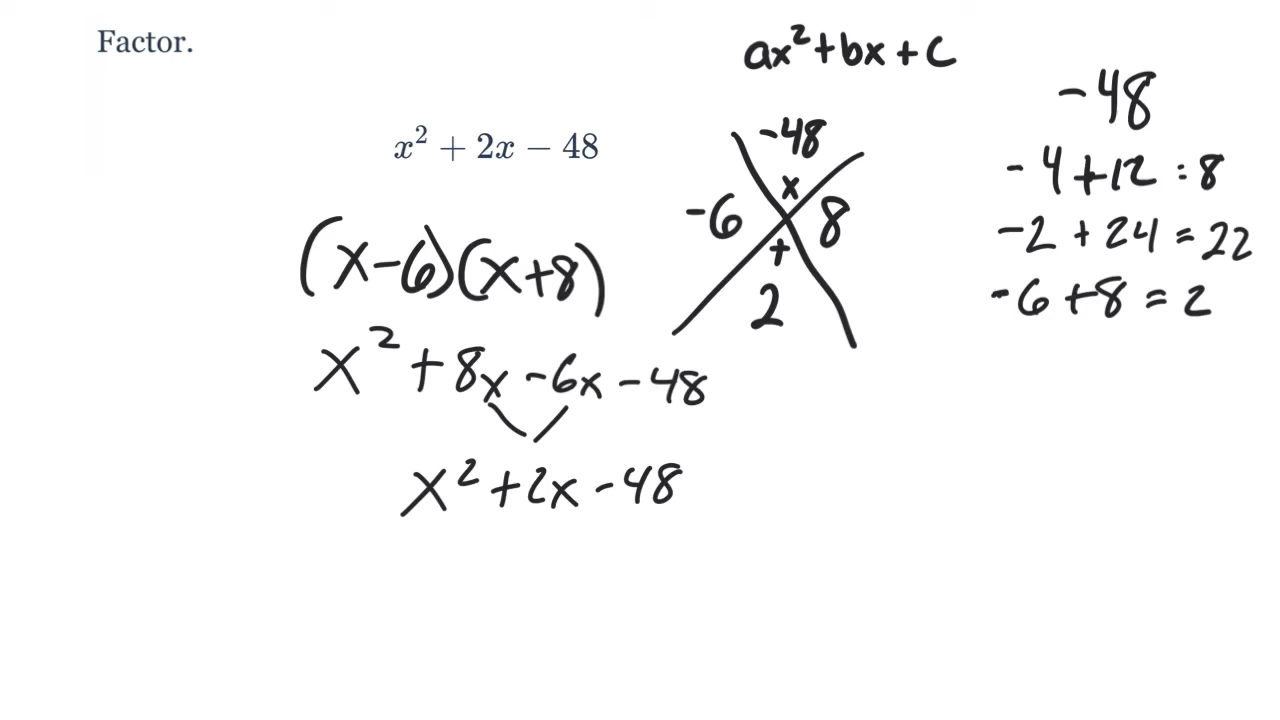 Factor.
x² + 2x − 48
(x-6)(x+8)
x² +8x -6x -48
x² +2x -48
ax²+bx+c
-48
x
-6 8
+
2
-48
-4+12 = 8
-2 + 24 = 22
-6 +8 = 2